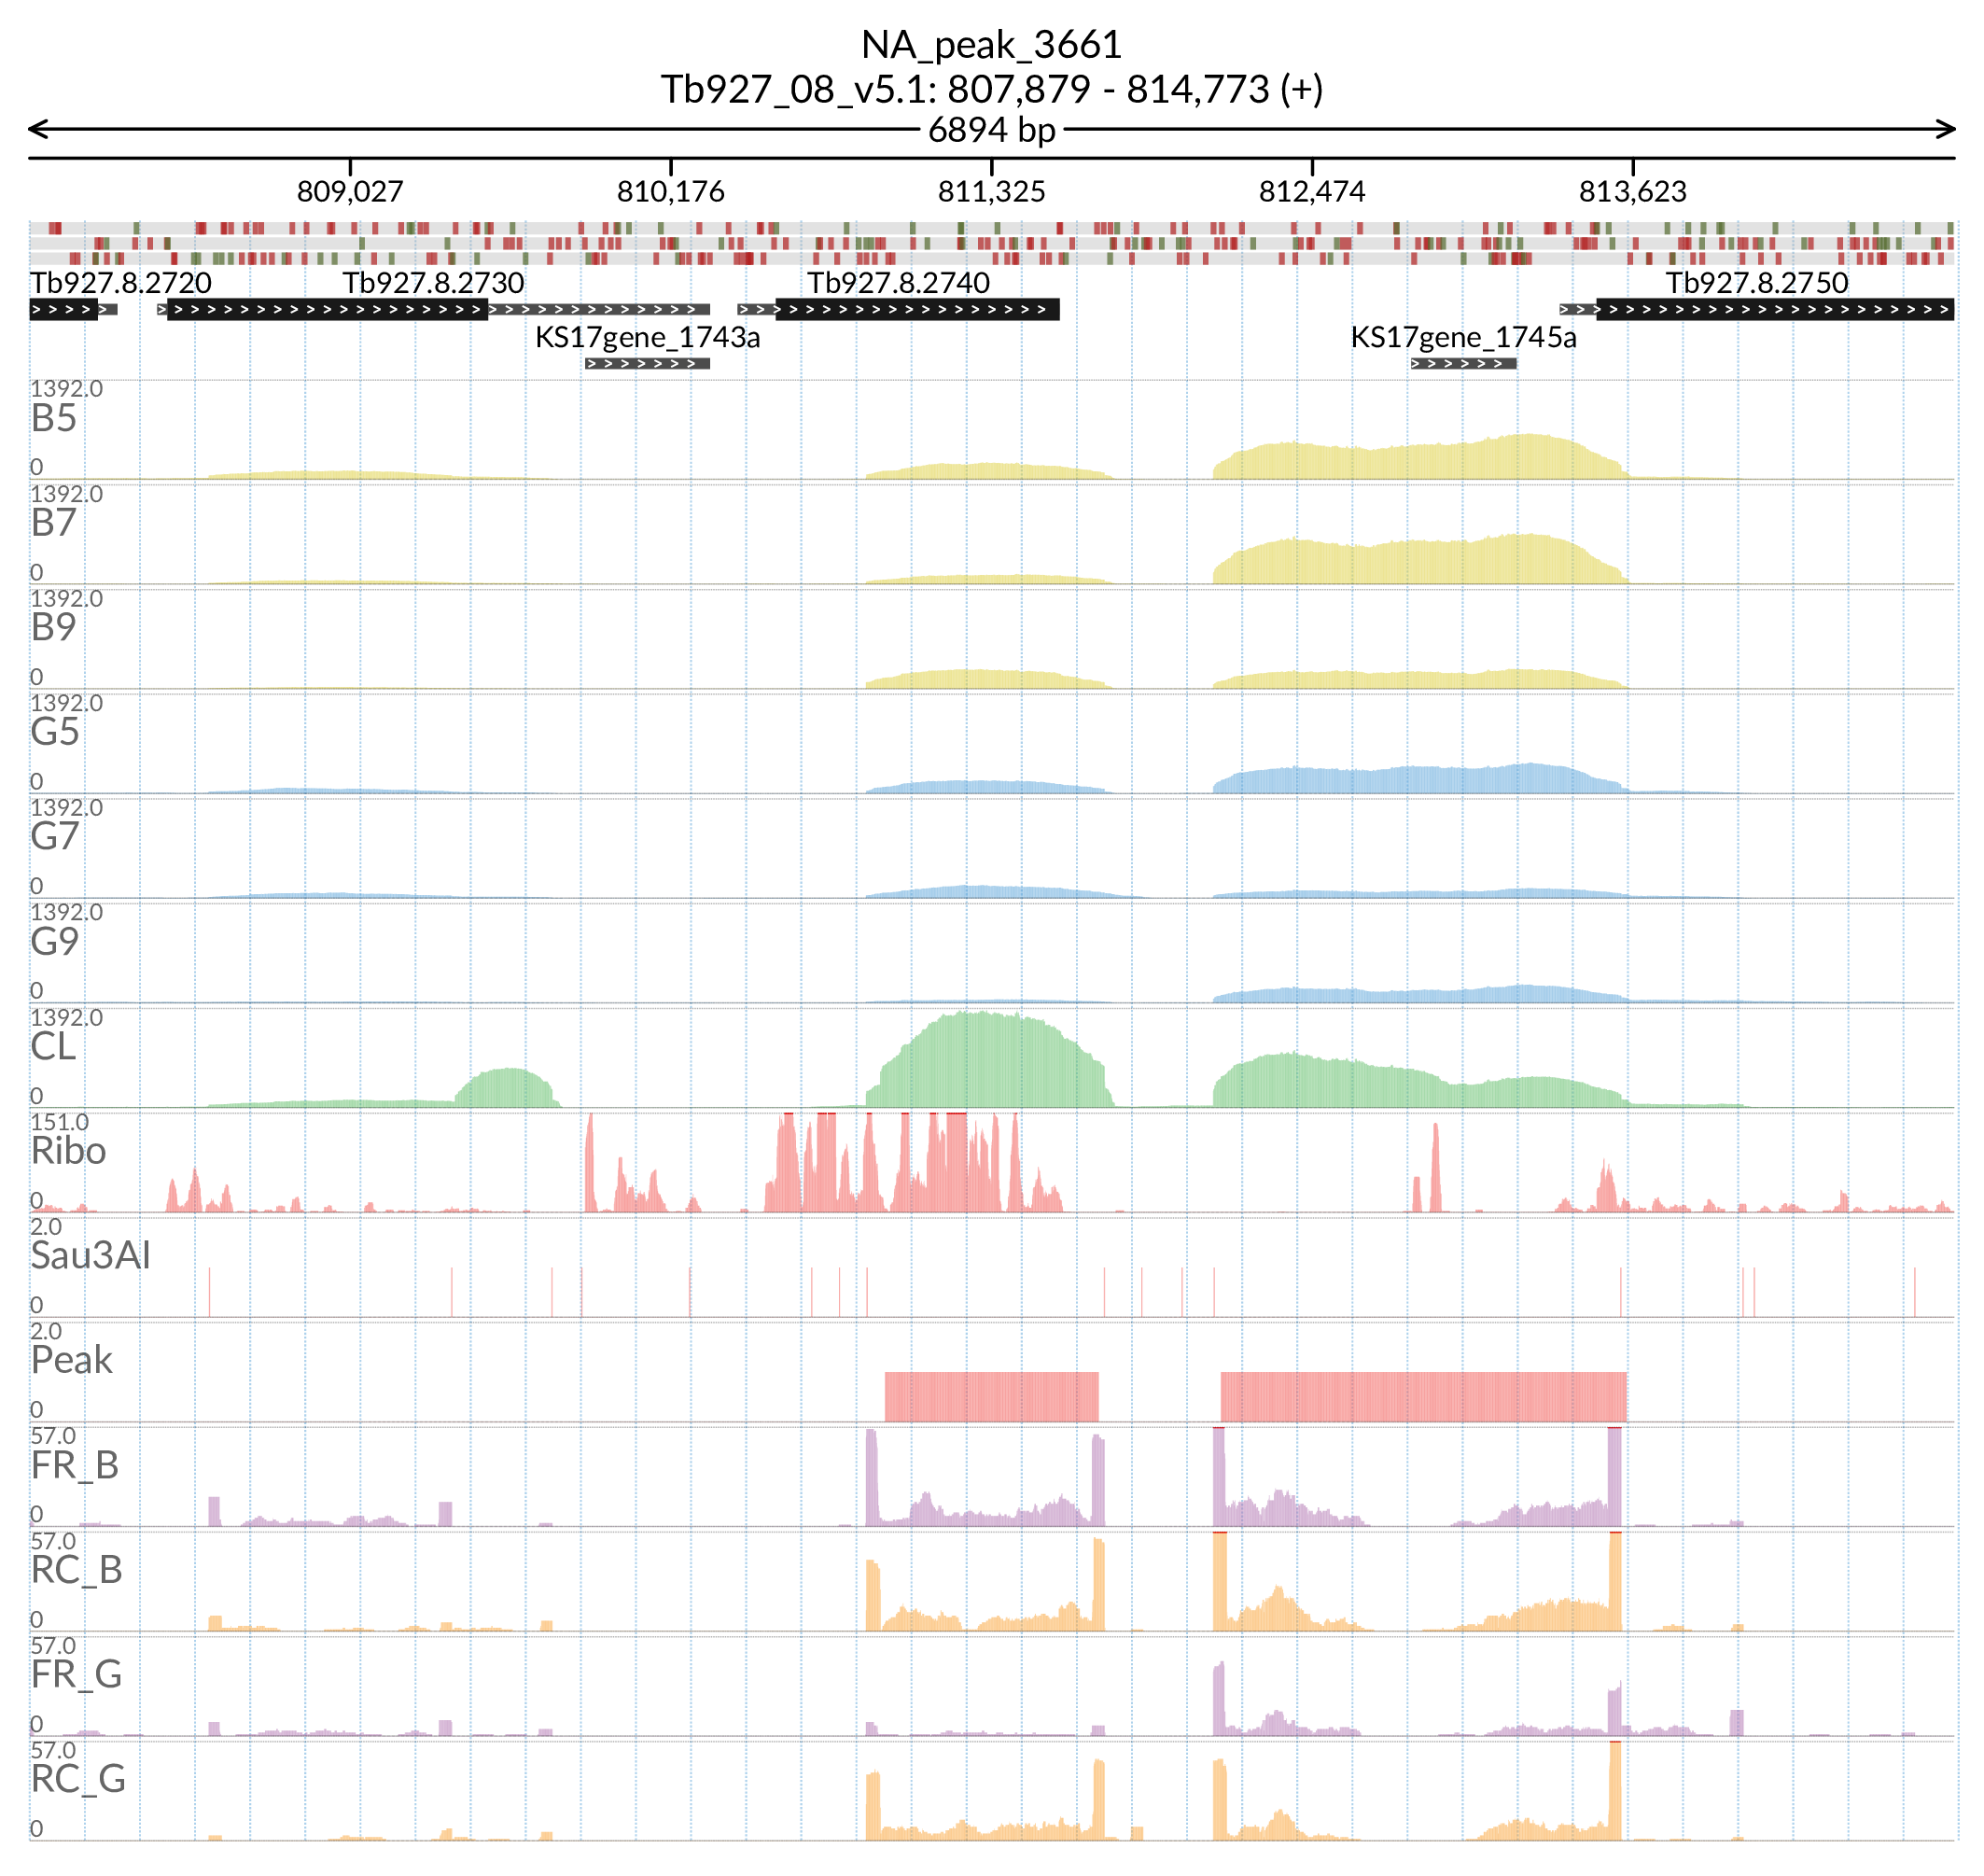 NA_peak_3661
Tb927_08_v5.1: 807,879 - 814,773 (+)
6894 bp
809,027 810,176 811,325 812,474 813,623
Tb927.8.2720 Tb927.8.2730 Tb927.8.2740 Tb927.8.2750
KS17gene_1743a KS17gene_1745a
1392.0
B5
0
1392.0
B7
0
1392.0
B9
0
1392.0
G5
0
1392.0
G7
0
1392.0
G9
0
1392.0
CL
0
151.0
Ribo
0
2.0
Sau3AI
0
2.0
Peak
0
57.0
FR_B
0
57.0
RC_B
0
57.0
FR_G
0
57.0
RC_G
0